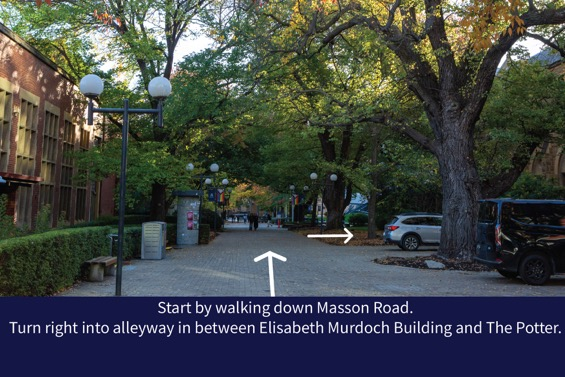 Start by walking down Masson Road.
Turn right into alleyway in between Elisabeth Murdoch Building and The Potter.